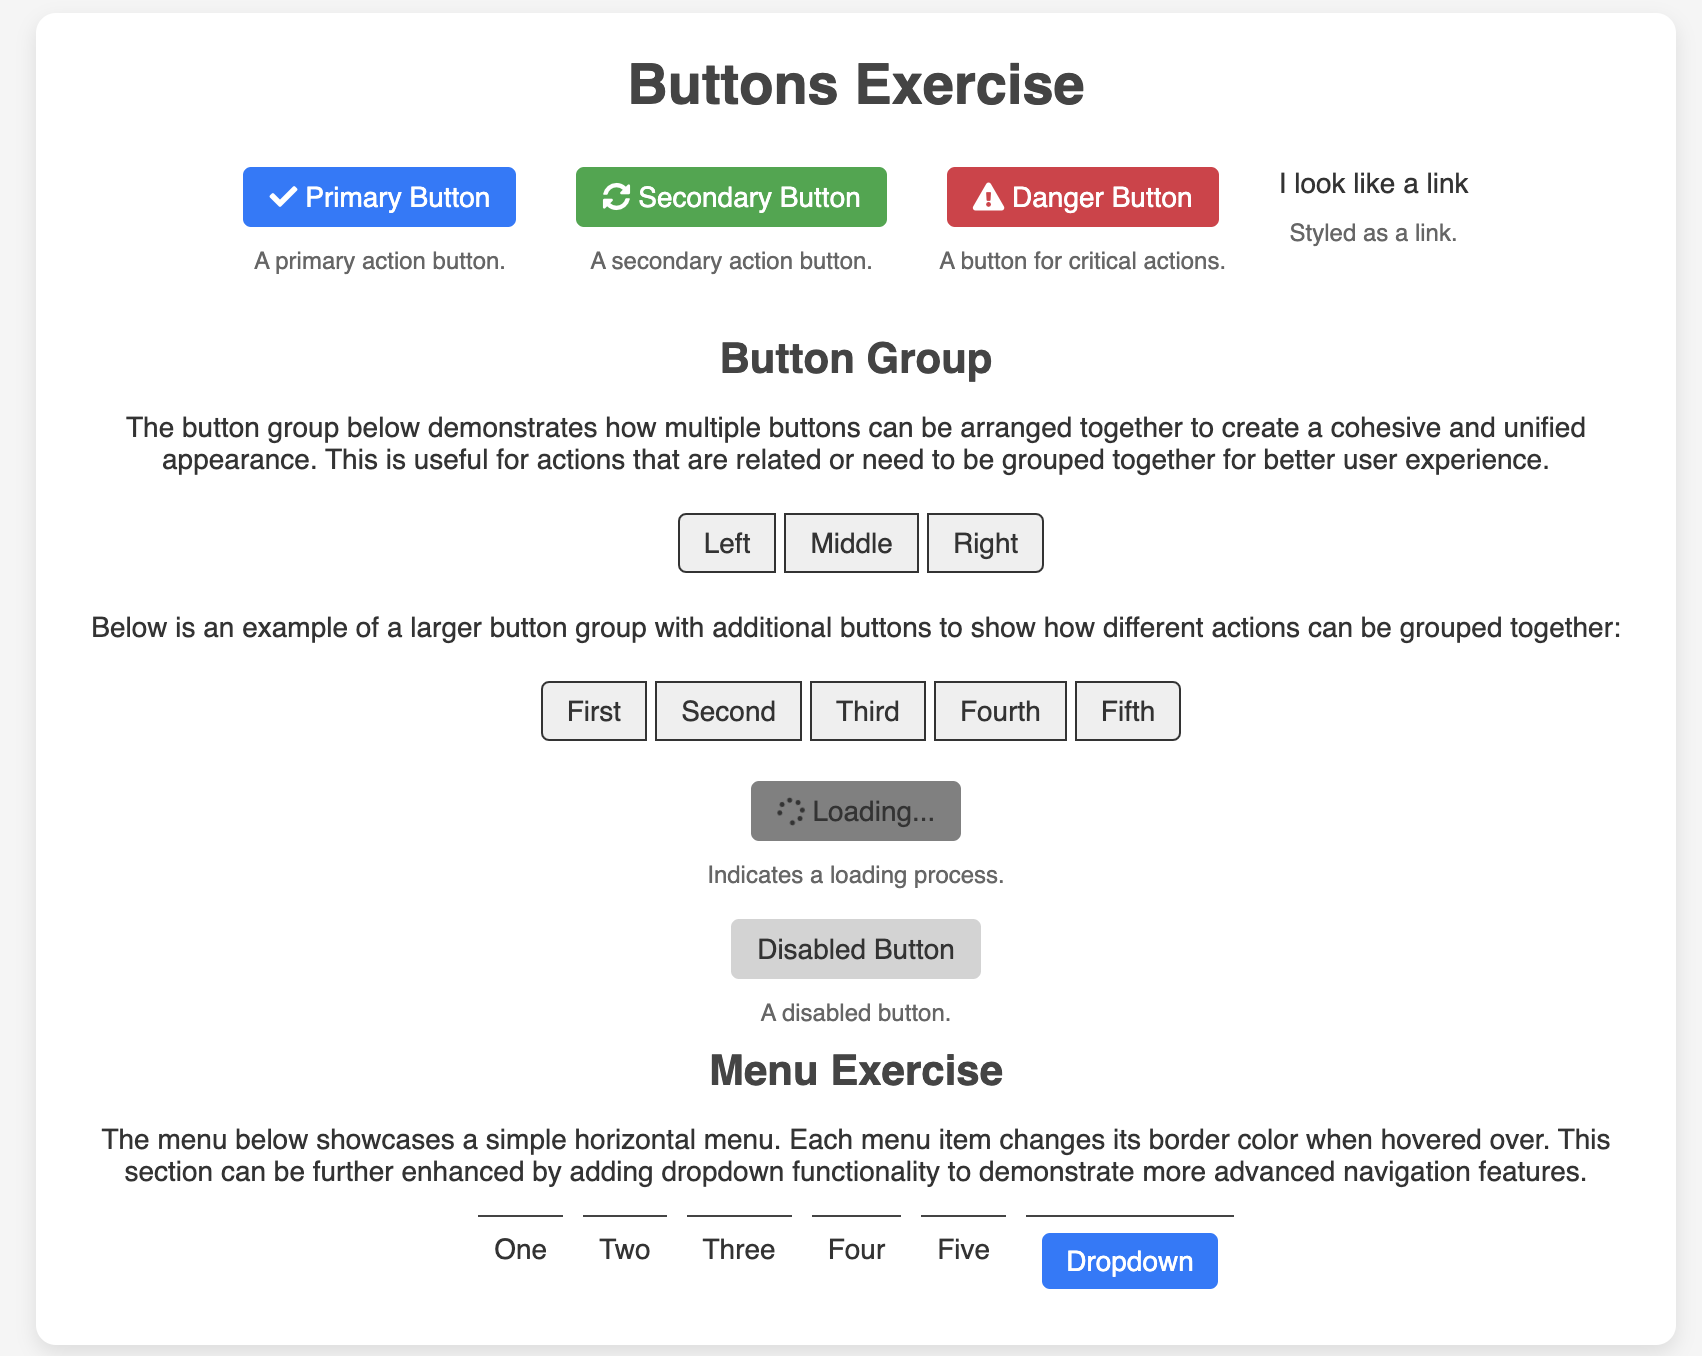 Buttons Exercise
Primary Button
Secondary Button
Danger Button
I look like a link
A primary action button.
A secondary action button.
A button for critical actions.
Styled as a link.
Button Group
The button group below demonstrates how multiple buttons can be arranged together to create a cohesive and unified
appearance. This is useful for actions that are related or need to be grouped together for better user experience.
Left
Middle
Right
Below is an example of a larger button group with additional buttons to show how different actions can be grouped together:
First
Second
Third
Fourth
Fifth
Loading...
Indicates a loading process.
Disabled Button
A disabled button.
Menu Exercise
The menu below showcases a simple horizontal menu. Each menu item changes its border color when hovered over. This
section can be further enhanced by adding dropdown functionality to demonstrate more advanced navigation features.
One
Two
Three
Four
Five
Dropdown